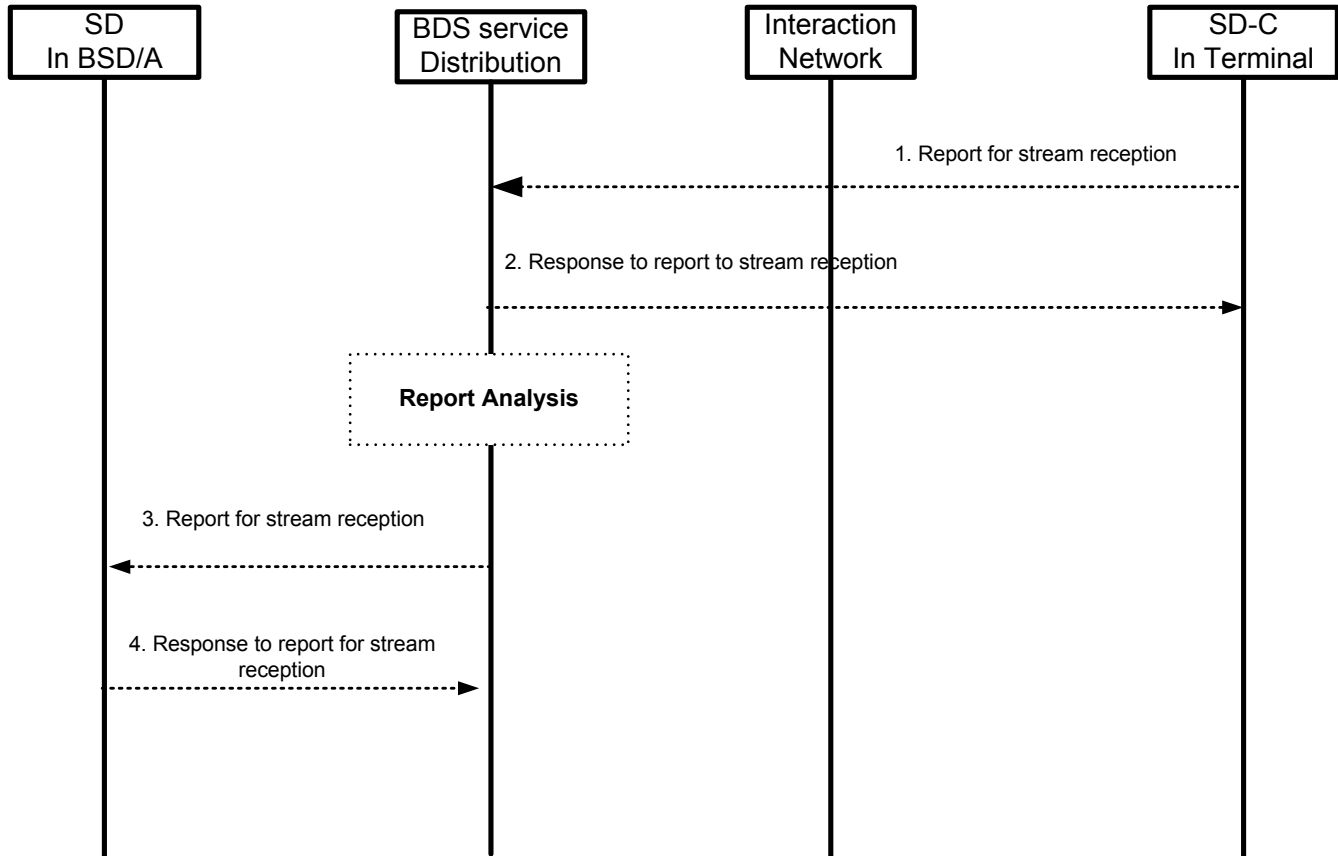 SD
In BSD/A
BDS service
Distribution
Interaction
Network
SD-C
In Terminal
1. Report for stream reception
2. Response to report to stream reception
Report Analysis
3. Report for stream reception
4. Response to report for stream
reception